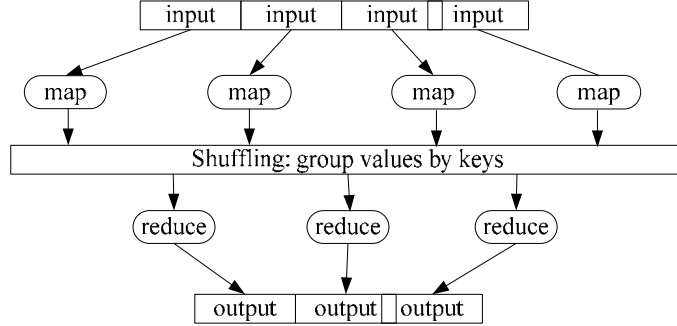 input input input input
map map map map
Shuffling: group values by keys
reduce reduce reduce
output output output